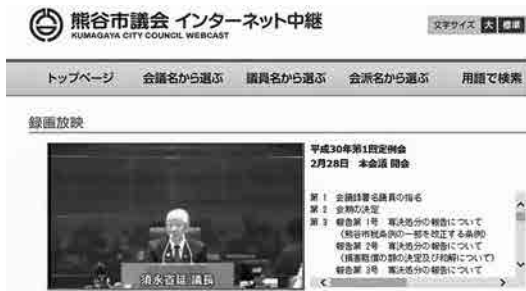 熊谷市議会 インターネット中継
KUMAGAYA CITY COUNCIL WEBCAST
文字サイズ 大 標準
トップページ 会議名から選ぶ 議員名から選ぶ 会派名から選ぶ 用語で検索
録画放映
平成30年第1回定例会
2月28日 本会議 開会
第 1 会議録署名議員の指名
第 2 会期の決定
第 3 報告第 1号 専決処分の報告について
(熊谷市税条例の一部を改正する条例)
報告第 2号 専決処分の報告について
(損害賠償の額の決定及び和解について)
報告第 3号 専決処分の報告について
須永宣延 議長